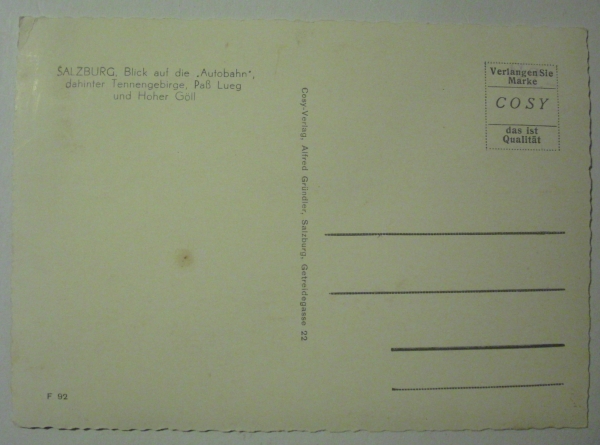 SALZBURG, Blick auf die „Autobahn“,
dahinter Tennengebirge, Paß Lueg
und Hoher Göll
Cosy-Verlag, Alfred Gründler, Salzburg, Getreidegasse 22
Verlangen Sie
Marke
COSY
das ist
Qualität
F 92